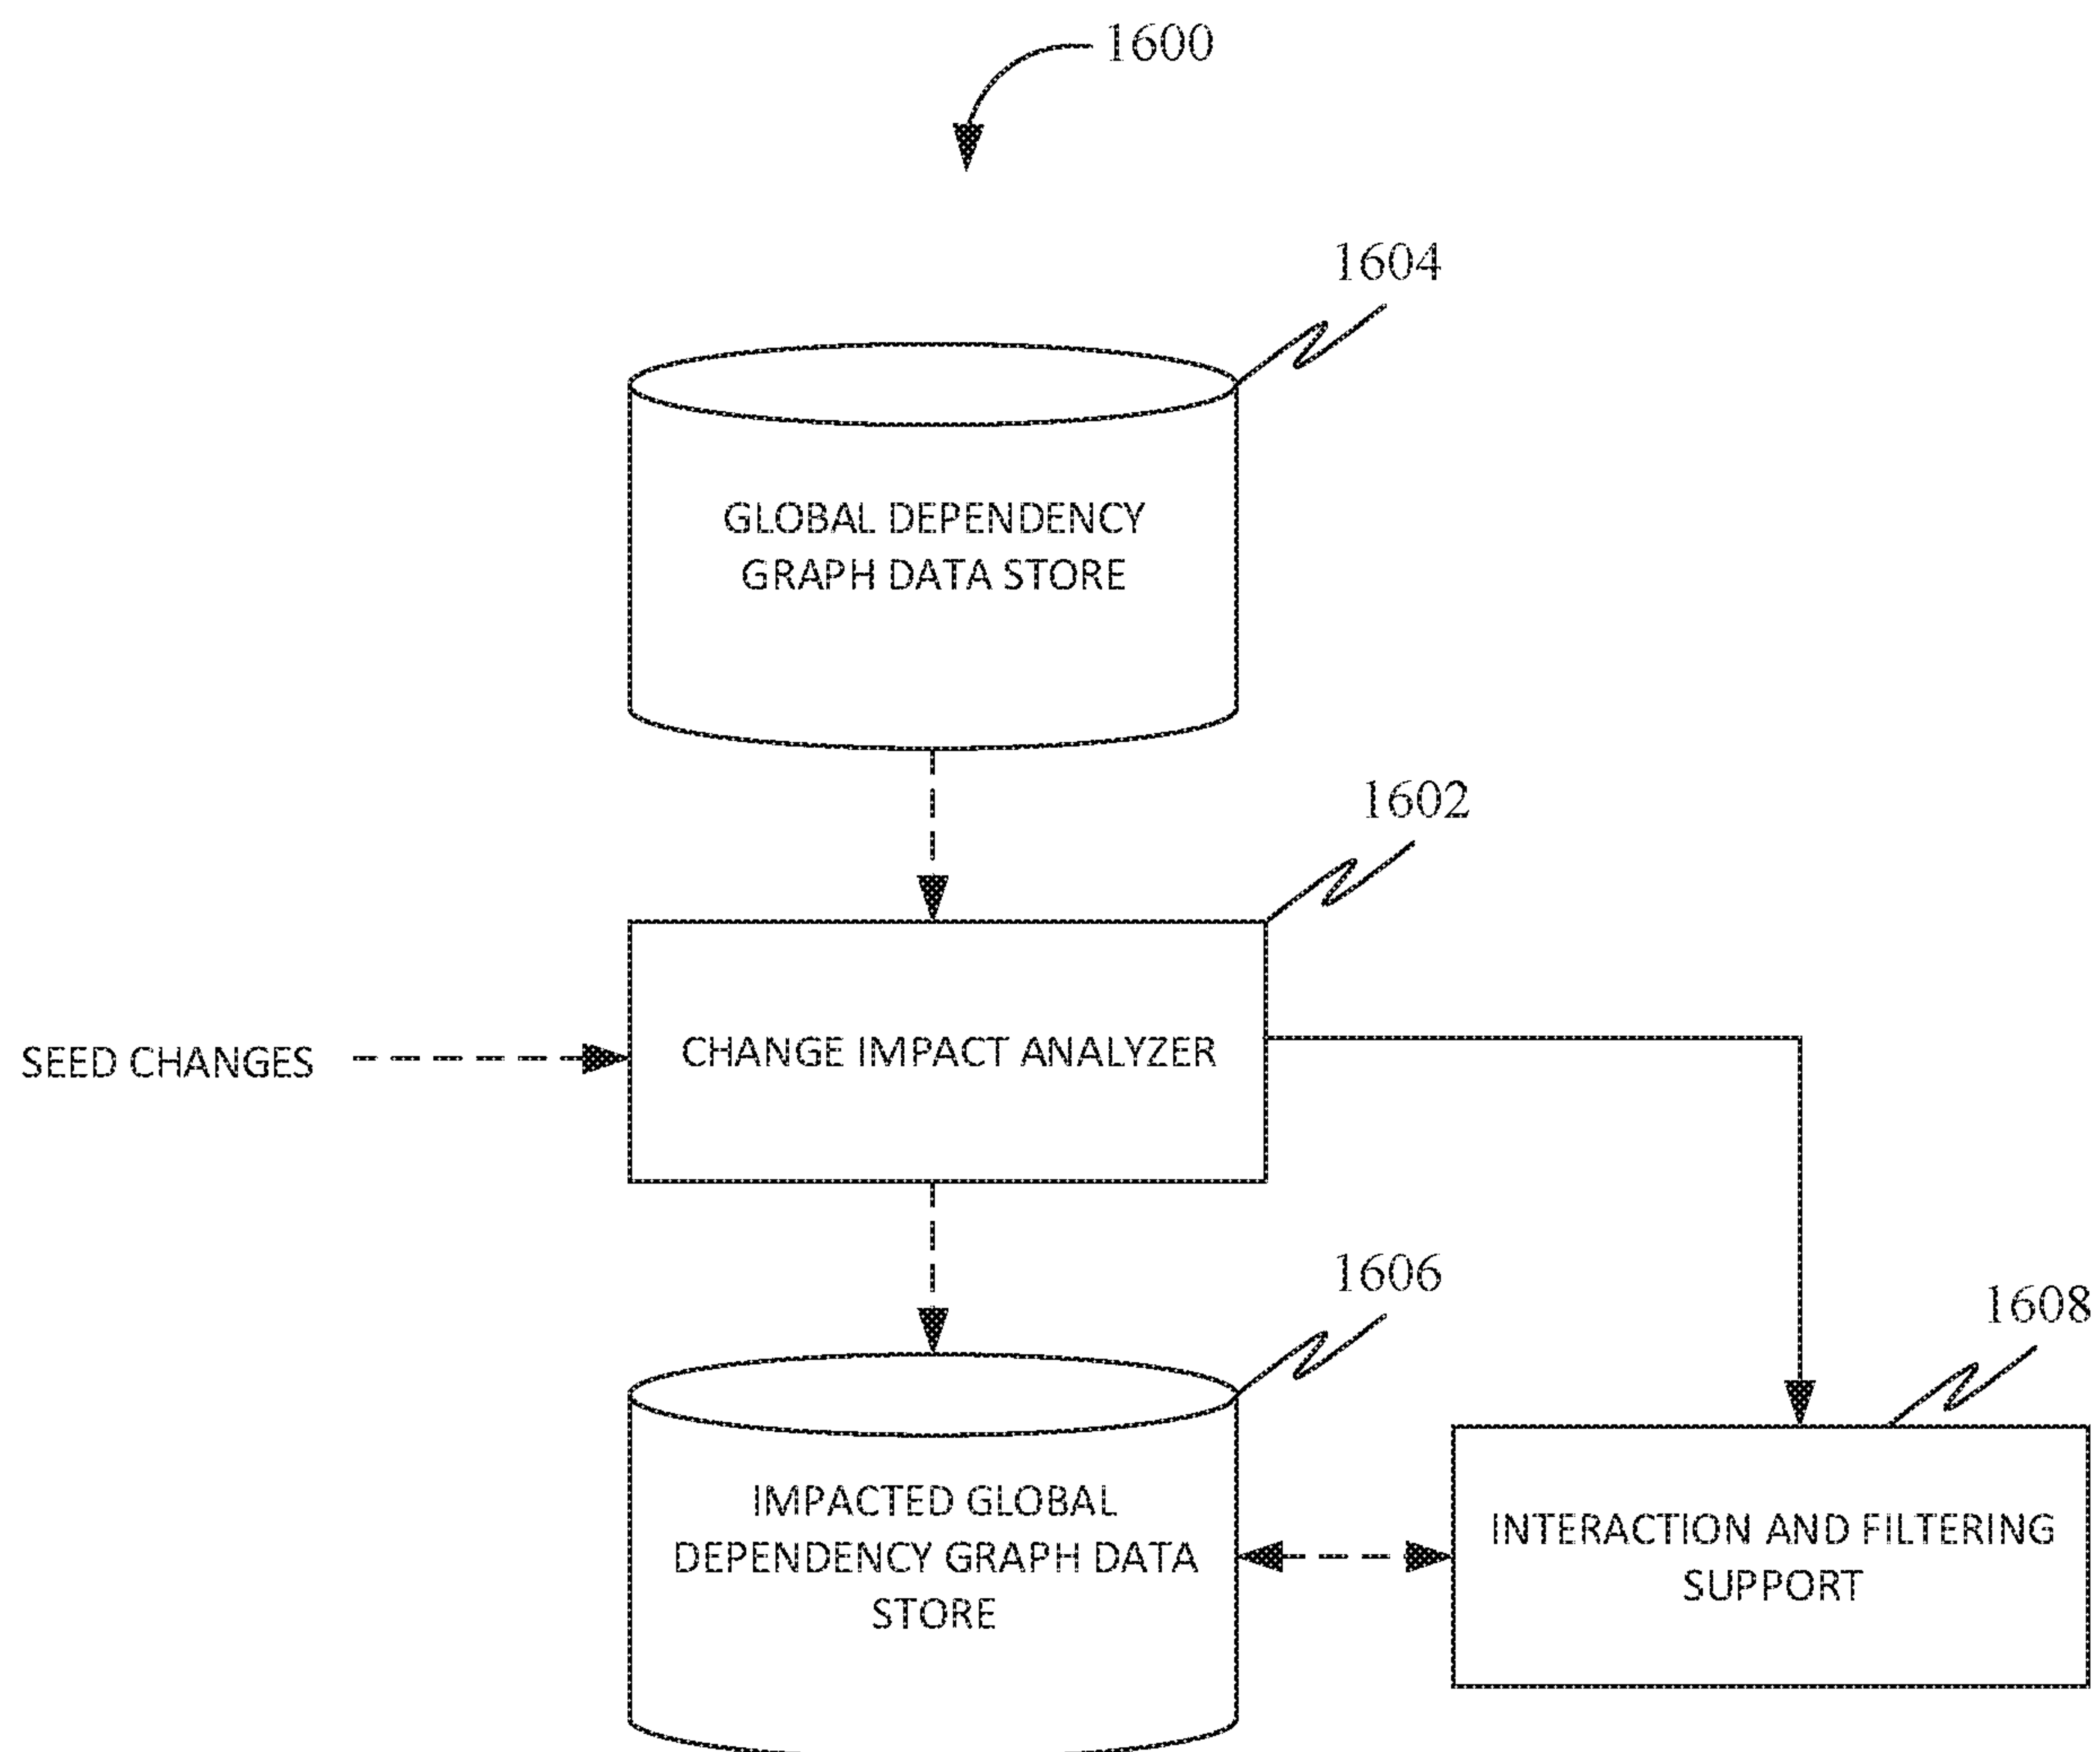 1600
1604
GLOBAL DEPENDENCY
GRAPH DATA STORE
1602
SEED CHANGES
CHANGE IMPACT ANALYZER
1606
1608
IMPACTED GLOBAL
DEPENDENCY GRAPH DATA
STORE
INTERACTION AND FILTERING
SUPPORT